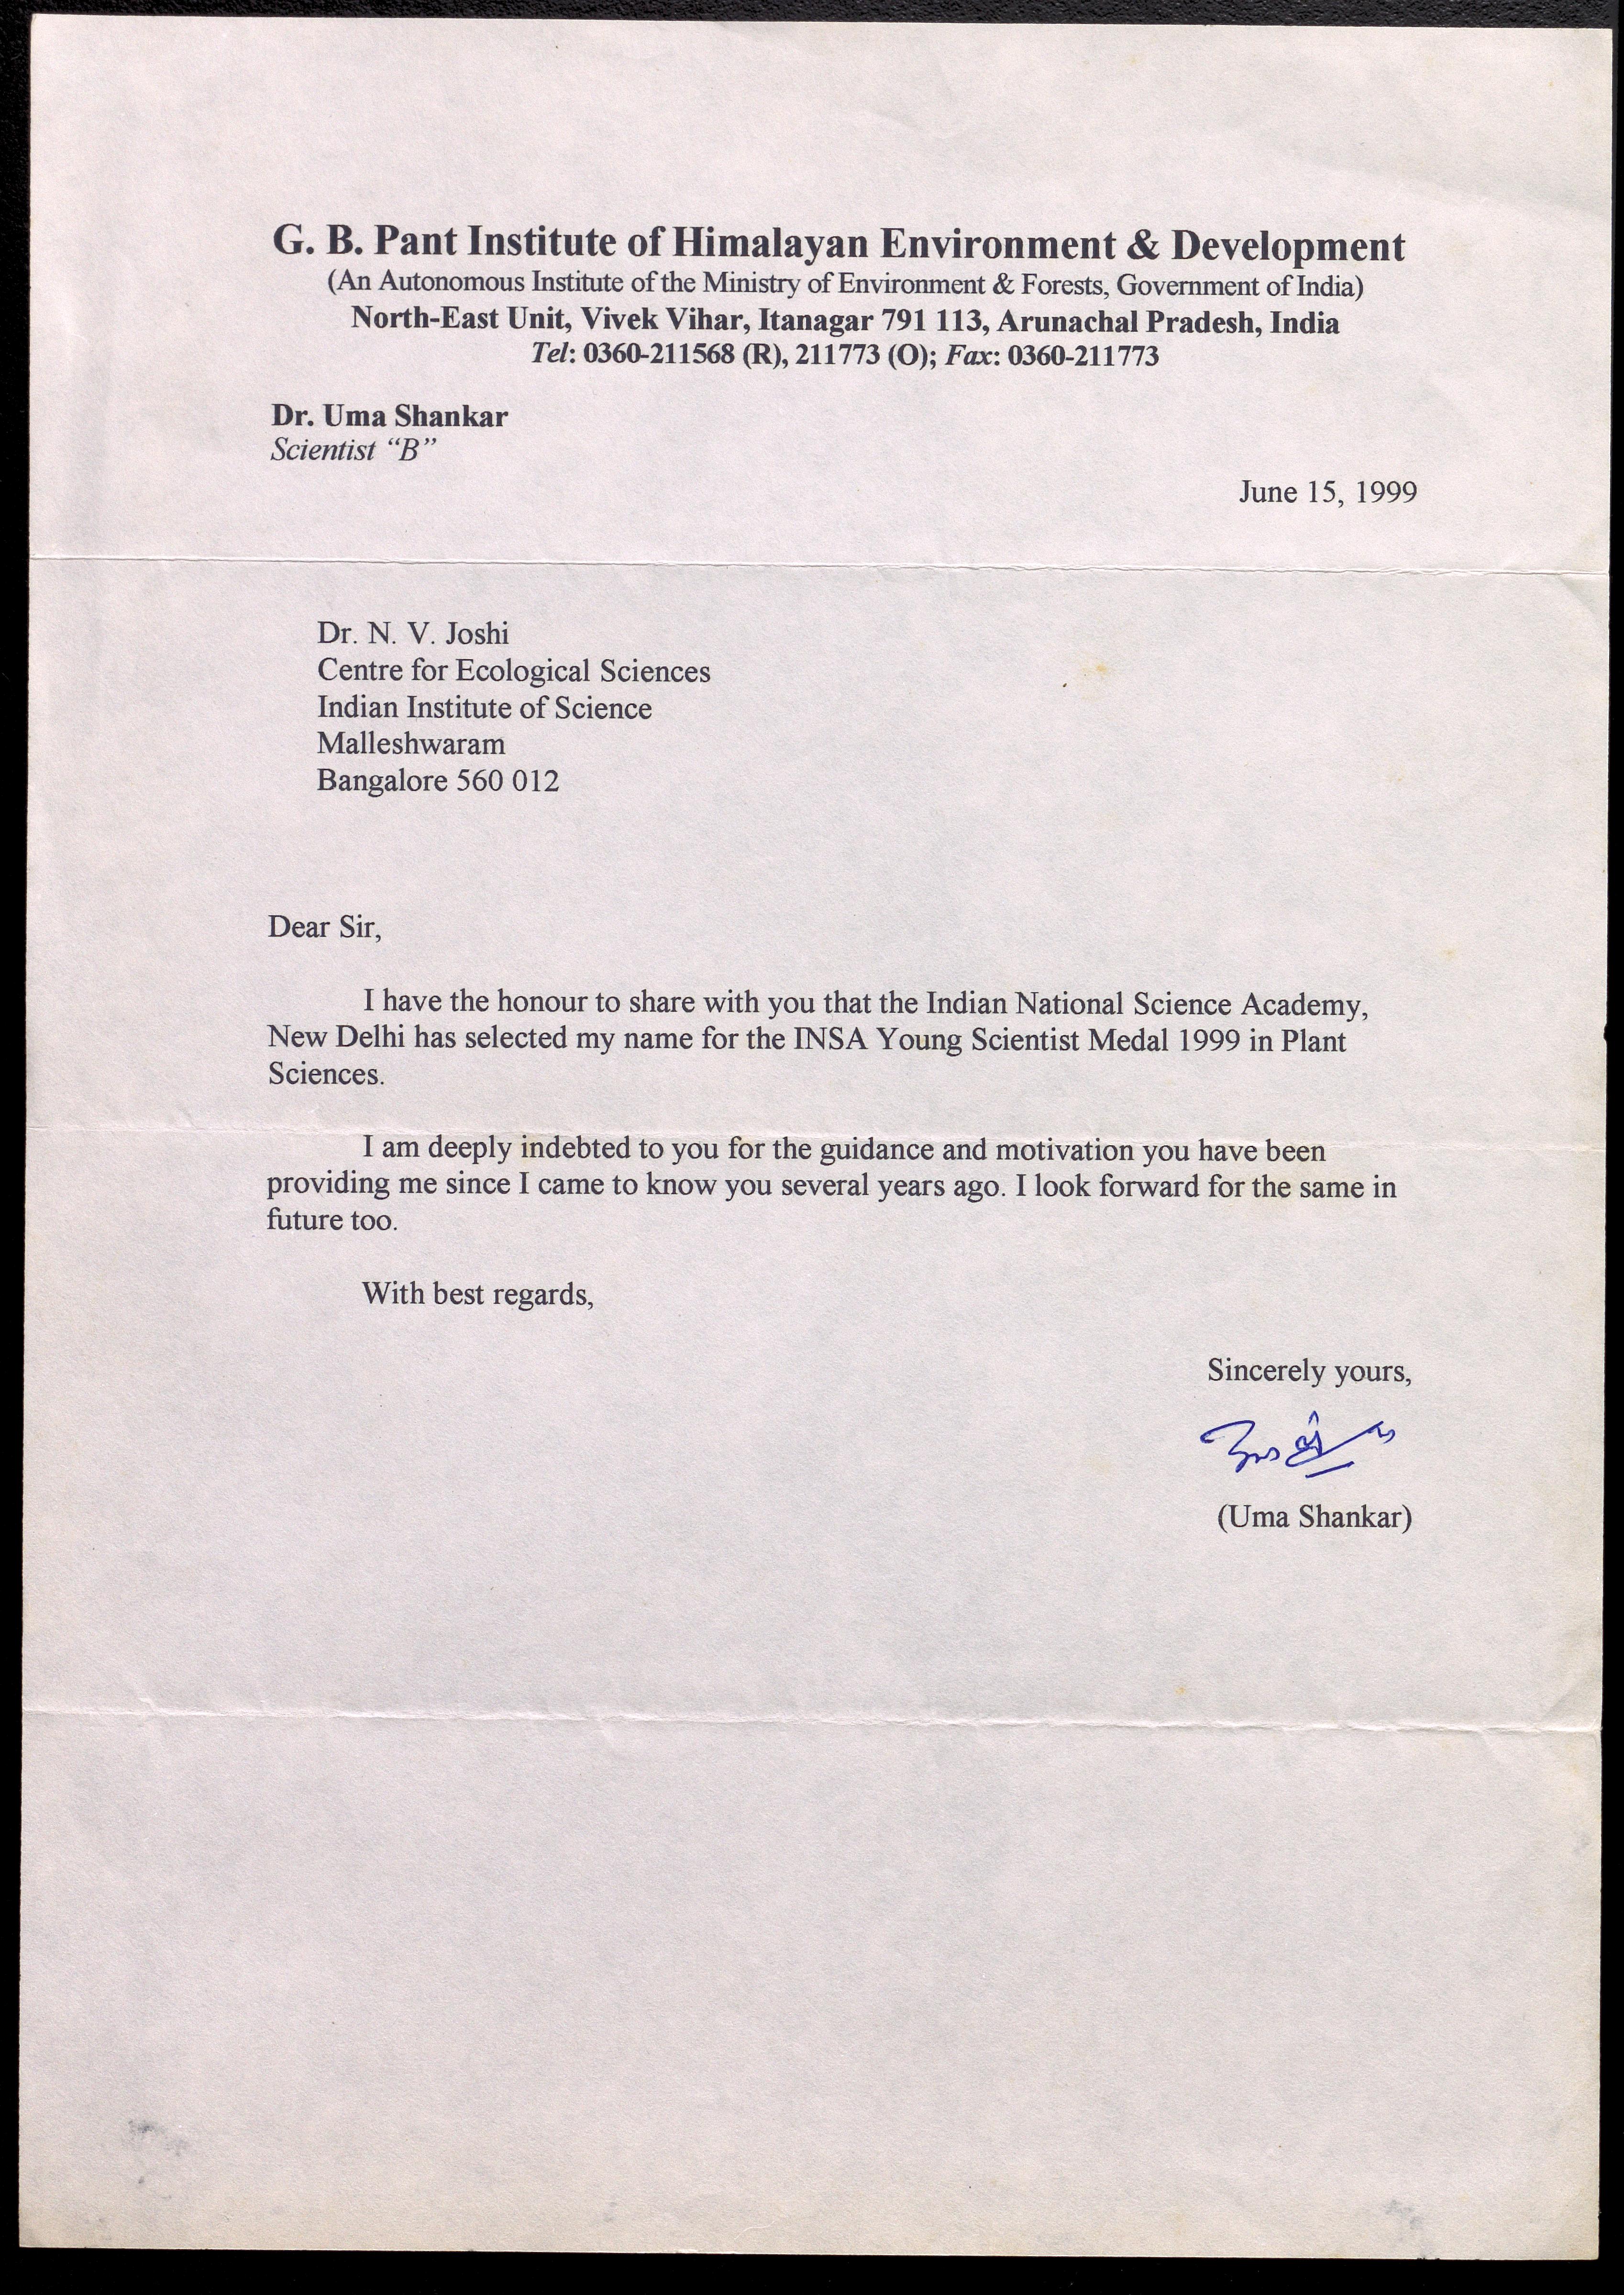 G. B. Pant Institute of Himalayan Environment & Development
(An Autonomous Institute of the Ministry of Environment & Forests, Government of India)
North-East Unit, Vivek Vihar, Itanagar 791 113, Arunachal Pradesh, India
Tel: 0360-211568 (R), 211773 (O); Fax: 0360-211773
Dr. Uma Shankar
Scientist “B”
June 15, 1999
Dr. N. V. Joshi
Centre for Ecological Sciences
Indian Institute of Science
Malleshwaram
Bangalore 560 012
Dear Sir,
I have the honour to share with you that the Indian National Science Academy,
New Delhi has selected my name for the INSA Young Scientist Medal 1999 in Plant
Sciences.
I am deeply indebted to you for the guidance and motivation you have been
providing me since I came to know you several years ago. I look forward for the same in
future too.
With best regards,
Sincerely yours,
(Uma Shankar)